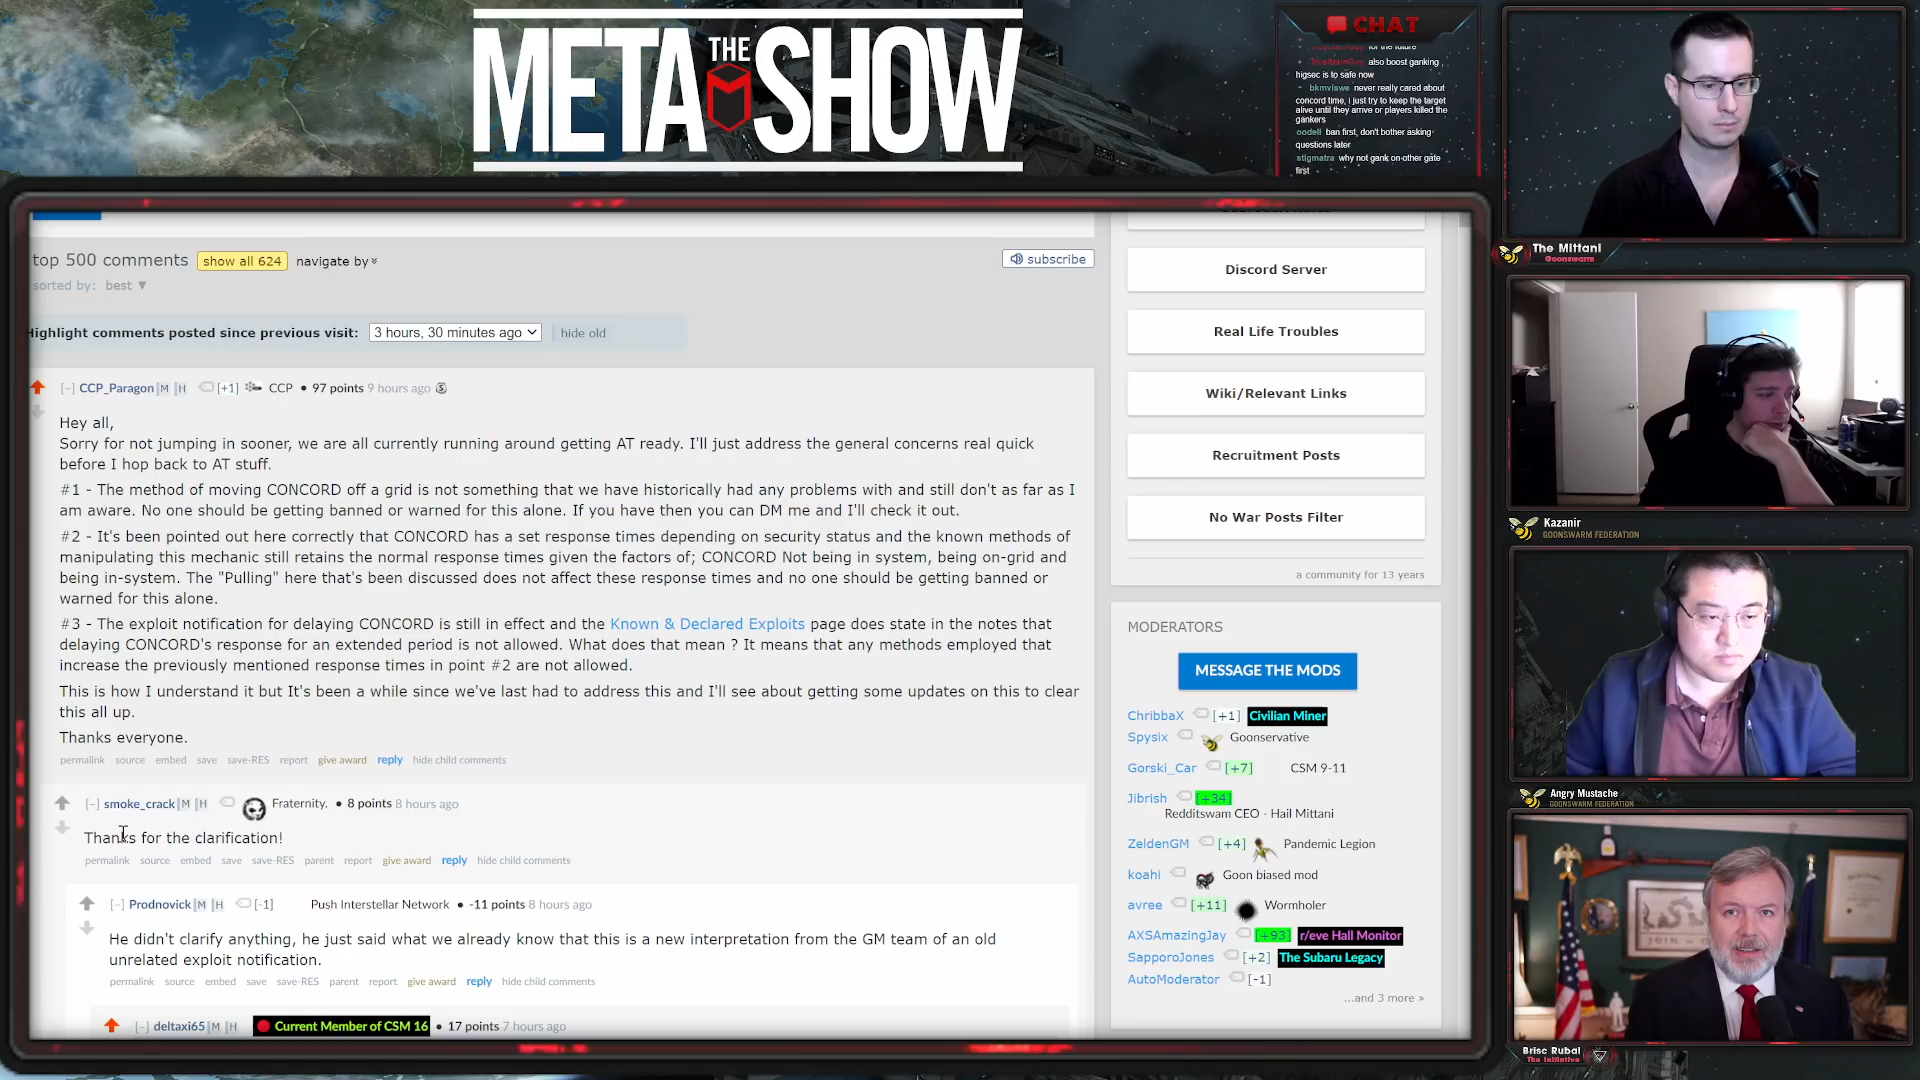 THE
META SHOW
CHAT
for the future
also boost ganking
higsec is to safe now
bkmvlswe never really cared about
concord time, i just try to keep the target
alive until they arrive or players killed the
gankers
oodell ban first, don't bother asking
questions later
stigmatra why not gank on other gate
first
The Mittani
Goonswarm
Kazanir
GOONSWARM FEDERATION
Angry Mustache
GOONSWARM FEDERATION
Brisc Rubal
The Initiative
top 500 comments show all 624 navigate by
subscribe
sorted by: best ▼
Highlight comments posted since previous visit: 3 hours, 30 minutes ago hide old
[-] CCP_Paragon M H [+1] CCP • 97 points 9 hours ago
Hey all,
Sorry for not jumping in sooner, we are all currently running around getting AT ready. I'll just address the general concerns real quick
before I hop back to AT stuff.
#1 - The method of moving CONCORD off a grid is not something that we have historically had any problems with and still don't as far as I
am aware. No one should be getting banned or warned for this alone. If you have then you can DM me and I'll check it out.
#2 - It's been pointed out here correctly that CONCORD has a set response times depending on security status and the known methods of
manipulating this mechanic still retains the normal response times given the factors of; CONCORD Not being in system, being on-grid and
being in-system. The "Pulling" here that's been discussed does not affect these response times and no one should be getting banned or
warned for this alone.
#3 - The exploit notification for delaying CONCORD is still in effect and the Known & Declared Exploits page does state in the notes that
delaying CONCORD's response for an extended period is not allowed. What does that mean ? It means that any methods employed that
increase the previously mentioned response times in point #2 are not allowed.
This is how I understand it but It's been a while since we've last had to address this and I'll see about getting some updates on this to clear
this all up.
Thanks everyone.
permalink source embed save save-RES report give award reply hide child comments
[-] smoke_crack M H Fraternity. • 8 points 8 hours ago
Thanks for the clarification!
permalink source embed save save-RES parent report give award reply hide child comments
[-] Prodnovick M H [-1] Push Interstellar Network • -11 points 8 hours ago
He didn't clarify anything, he just said what we already know that this is a new interpretation from the GM team of an old
unrelated exploit notification.
permalink source embed save save-RES parent report give award reply hide child comments
[-] deltaxi65 M H Current Member of CSM 16 • 17 points 7 hours ago
Discord Server
Real Life Troubles
Wiki/Relevant Links
Recruitment Posts
No War Posts Filter
a community for 13 years
MODERATORS
MESSAGE THE MODS
ChribbaX [+1] Civilian Miner
Spysix Goonservative
Gorski_Car [+7] CSM 9-11
Jibrish [+34]
Redditswam CEO - Hail Mittani
ZeldenGM [+4] Pandemic Legion
koahi Goon biased mod
avree [+11] Wormholer
AXSAmazingJay [+93] r/eve Hall Monitor
SapporoJones [+2] The Subaru Legacy
AutoModerator [-1]
...and 3 more »